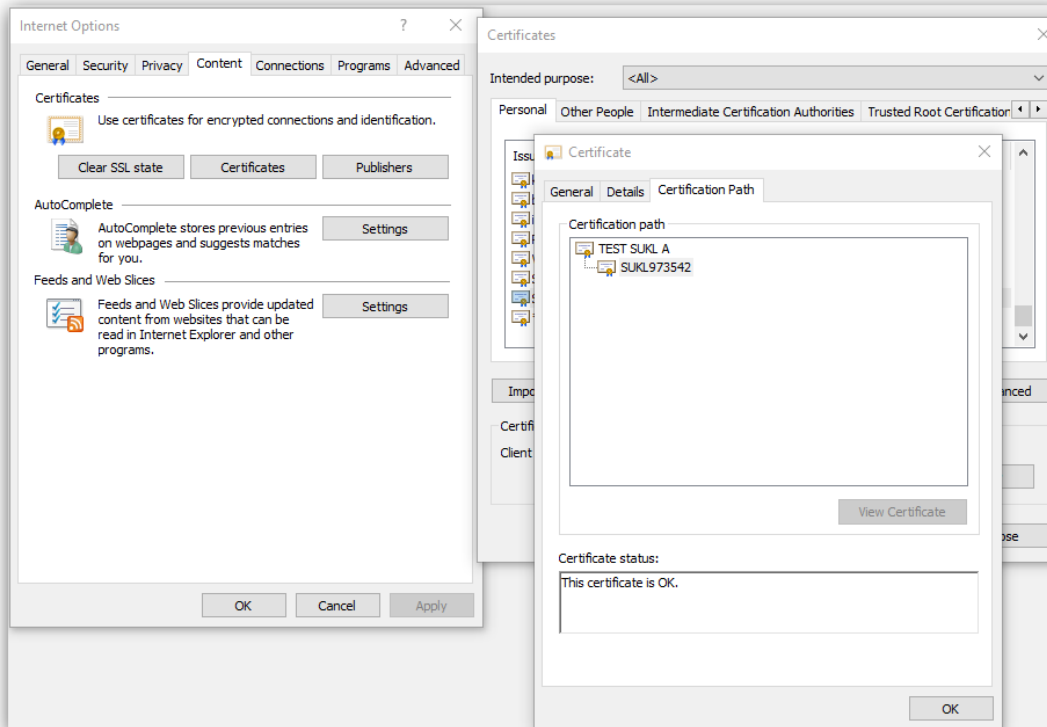 Internet Options
?
General Security Privacy Content Connections Programs Advanced
Certificates
Use certificates for encrypted connections and identification.
Clear SSL state Certificates Publishers
AutoComplete
AutoComplete stores previous entries
on webpages and suggests matches
for you.
Settings
Feeds and Web Slices
Feeds and Web Slices provide updated
content from websites that can be
read in Internet Explorer and other
programs.
Settings
OK Cancel Apply
Certificates
Intended purpose: <All>
Personal Other People Intermediate Certification Authorities Trusted Root Certification
Issu
Impo
anced
Certifi
Client
ose
Certificate
General Details Certification Path
Certification path
TEST SUKL A
SUKL973542
View Certificate
Certificate status:
This certificate is OK.
OK